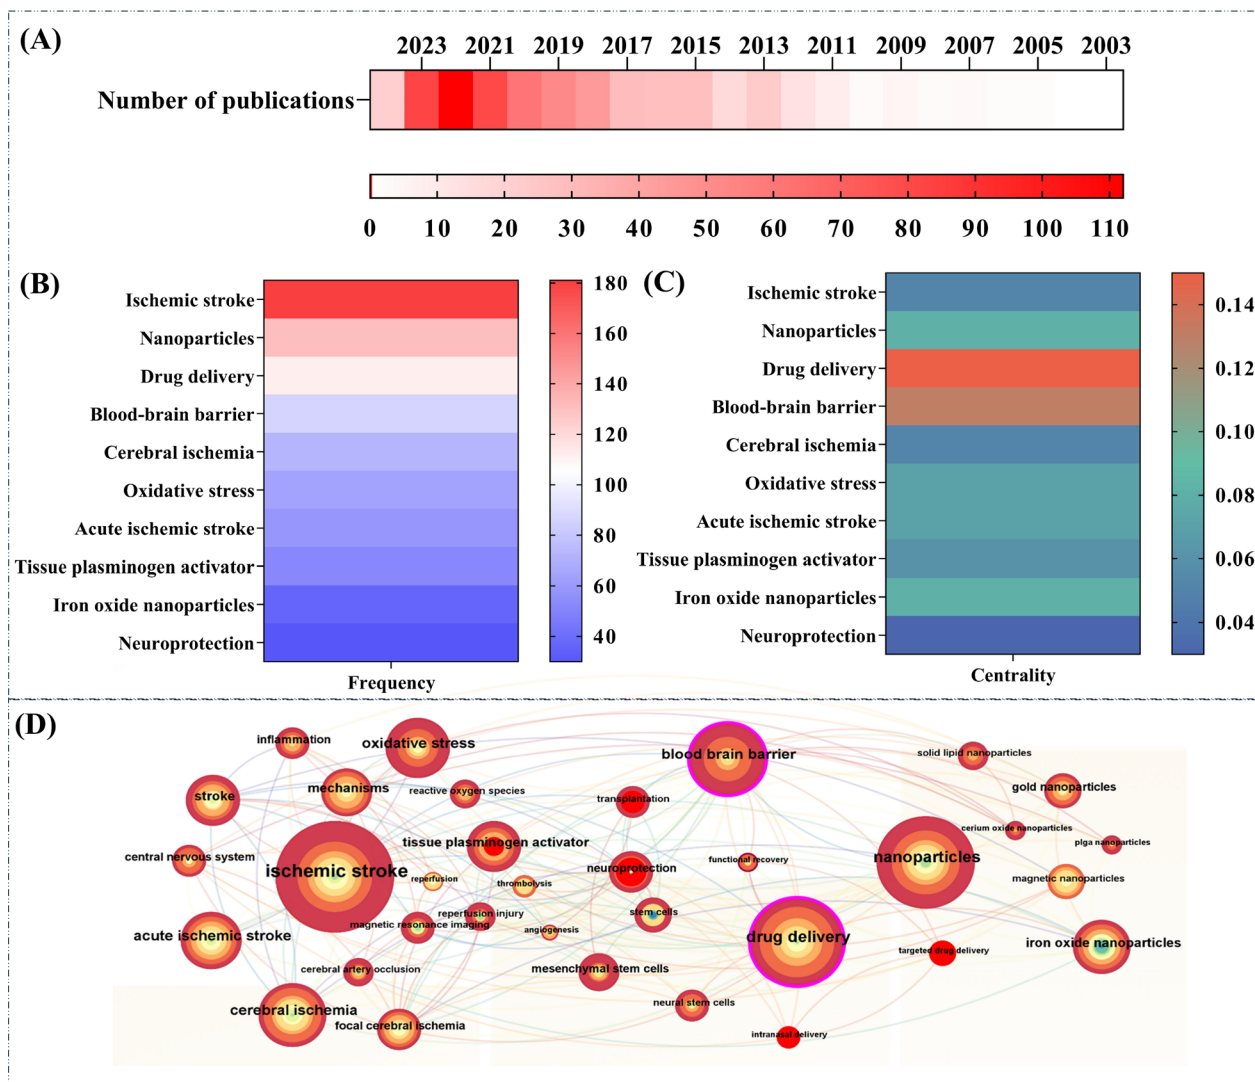 (A)
2023 2021 2019 2017 2015 2013 2011 2009 2007 2005 2003
Number of publications
0 10 20 30 40 50 60 70 80 90 100 110
(B)
Ischemic stroke
Nanoparticles
Drug delivery
Blood-brain barrier
Cerebral ischemia
Oxidative stress
Acute ischemic stroke
Tissue plasminogen activator
Iron oxide nanoparticles
Neuroprotection
Frequency
180
160
140
120
100
80
60
40
(C)
Ischemic stroke
Nanoparticles
Drug delivery
Blood-brain barrier
Cerebral ischemia
Oxidative stress
Acute ischemic stroke
Tissue plasminogen activator
Iron oxide nanoparticles
Neuroprotection
Centrality
0.14
0.12
0.10
0.08
0.06
0.04
(D)
inflammation
oxidative stress
blood brain barrier
solid lipid nanoparticles
stroke
mechanisms
reactive oxygen species
transplantation
gold nanoparticles
cerium oxide nanoparticles
plga nanoparticles
central nervous system
tissue plasminogen activator
ischemic stroke
reperfusion
thrombolysis
neuroprotection
functional recovery
nanoparticles
magnetic nanoparticles
reperfusion injury
magnetic resonance imaging
angiogenesis
stem cells
acute ischemic stroke
drug delivery
targeted drug delivery
iron oxide nanoparticles
cerebral artery occlusion
mesenchymal stem cells
cerebral ischemia
focal cerebral ischemia
neural stem cells
intranasal delivery